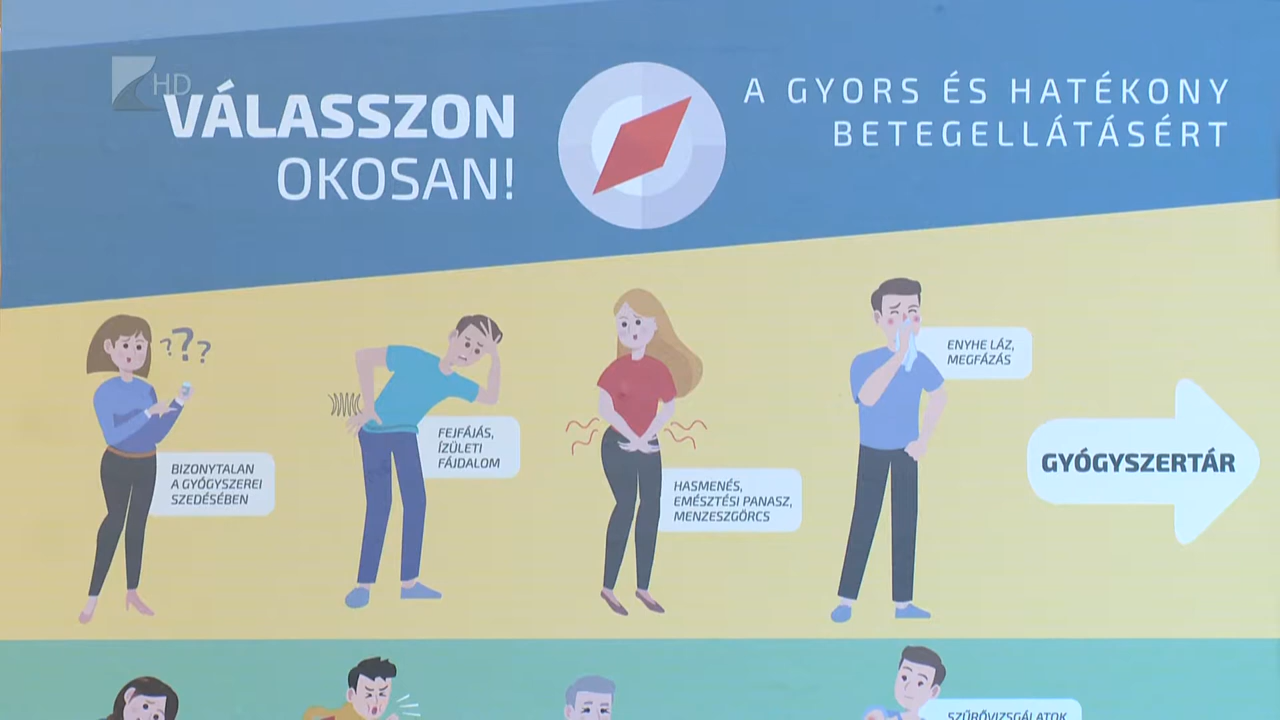 HD
VÁLASSZON
OKOSAN!
A GYORS ÉS HATÉKONY
BETEGELLÁTÁSÉRT
???
BIZONYTALAN
A GYÓGYSZEREI
SZEDÉSÉBEN
FEJFÁJÁS,
ÍZÜLETI
FÁJDALOM
HASMENÉS,
EMÉSZTÉSI PANASZ,
MENZESZGÖRCS
ENYHE LÁZ,
MEGFÁZÁS
GYÓGYSZERTÁR
SZŰRŐVIZSGÁLATOK